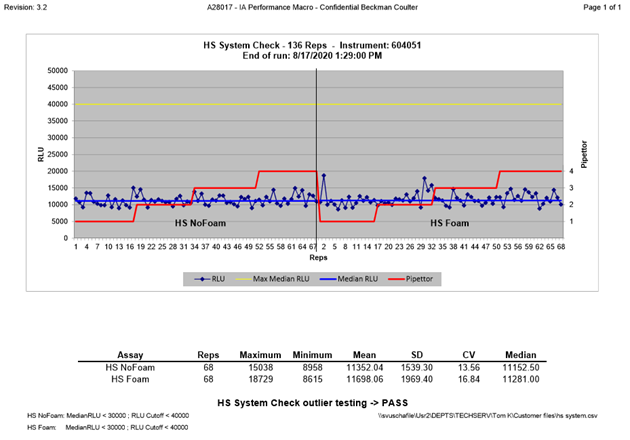 Revision: 3.2 A28017 - IA Performance Macro - Confidential Beckman Coulter Page 1 of 1
HS System Check - 136 Reps - Instrument: 604051
End of run: 8/17/2020 1:29:00 PM
50000
45000
40000
35000
30000
25000
20000
15000
10000
5000
0
RLU
4
3
2
1
Pipettor
HS NoFoam HS Foam
1 4 7 10 13 16 19 22 25 28 31 34 37 40 43 46 49 52 55 58 61 64 67 2 5 8 11 14 17 20 23 26 29 32 35 38 41 44 47 50 53 56 59 62 65 68
Reps
RLU Max Median RLU Median RLU Pipettor
Assay Reps Maximum Minimum Mean SD CV Median
HS NoFoam 68 15038 8958 11352.04 1539.30 13.56 11152.50
HS Foam 68 18729 8615 11698.06 1969.40 16.84 11281.00
HS System Check outlier testing -> PASS
HS NoFoam: MedianRLU < 30000 ; RLU Cutoff < 40000 \\svuschafile\Usr2\DEPTS\TECHSERV\Tom K\Customer files\hs system.csv
HS Foam: MedianRLU < 30000 ; RLU Cutoff < 40000